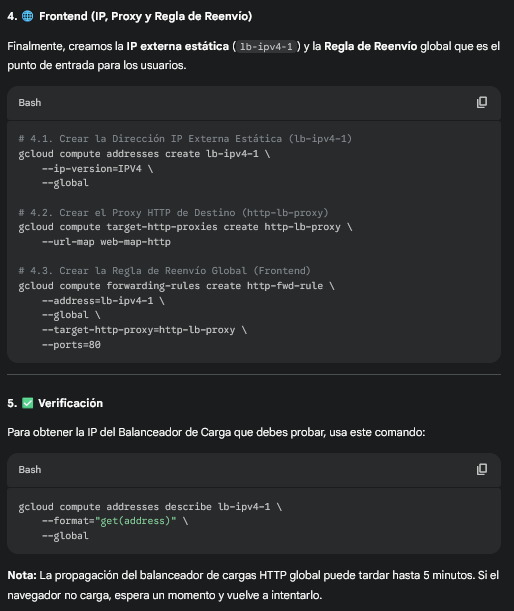 4. 🌐 Frontend (IP, Proxy y Regla de Reenvío)
Finalmente, creamos la IP externa estática (lb-ipv4-1) y la Regla de Reenvío global que es el
punto de entrada para los usuarios.
Bash
# 4.1. Crear la Dirección IP Externa Estática (lb-ipv4-1)
gcloud compute addresses create lb-ipv4-1 \
    --ip-version=IPV4 \
    --global
# 4.2. Crear el Proxy HTTP de Destino (http-lb-proxy)
gcloud compute target-http-proxies create http-lb-proxy \
    --url-map web-map-http
# 4.3. Crear la Regla de Reenvío Global (Frontend)
gcloud compute forwarding-rules create http-fwd-rule \
    --address=lb-ipv4-1 \
    --global \
    --target-http-proxy=http-lb-proxy \
    --ports=80
5. ✅ Verificación
Para obtener la IP del Balanceador de Carga que debes probar, usa este comando:
Bash
gcloud compute addresses describe lb-ipv4-1 \
    --format="get(address)" \
    --global
Nota: La propagación del balanceador de cargas HTTP global puede tardar hasta 5 minutos. Si el
navegador no carga, espera un momento y vuelve a intentarlo.